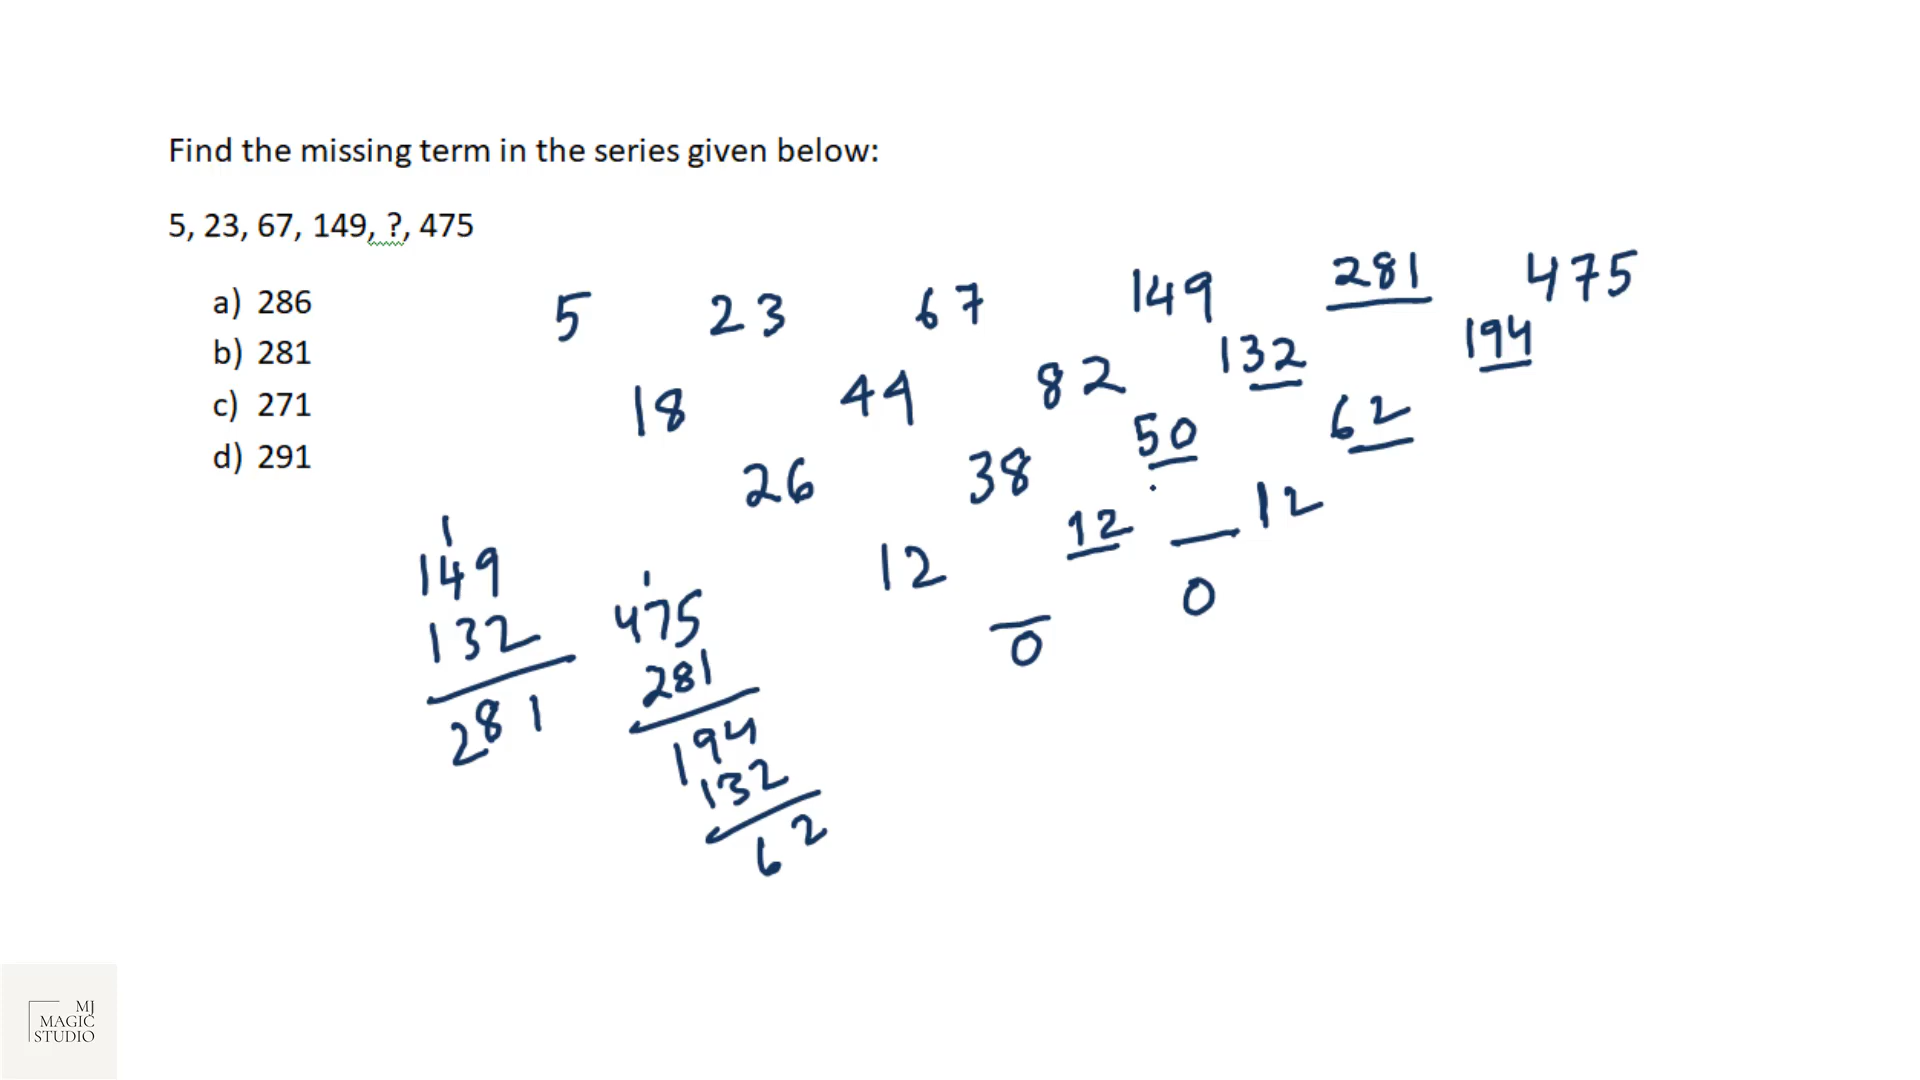 Find the missing term in the series given below:
5, 23, 67, 149, ?, 475
a) 286
b) 281
c) 271
d) 291
5 23 67 149 281 475
18 44 82 132 194
26 38 50 62
12 12 12
0 0
1
149
132
281
1
475
281
194
132
62
MJ
MAGIC
STUDIO